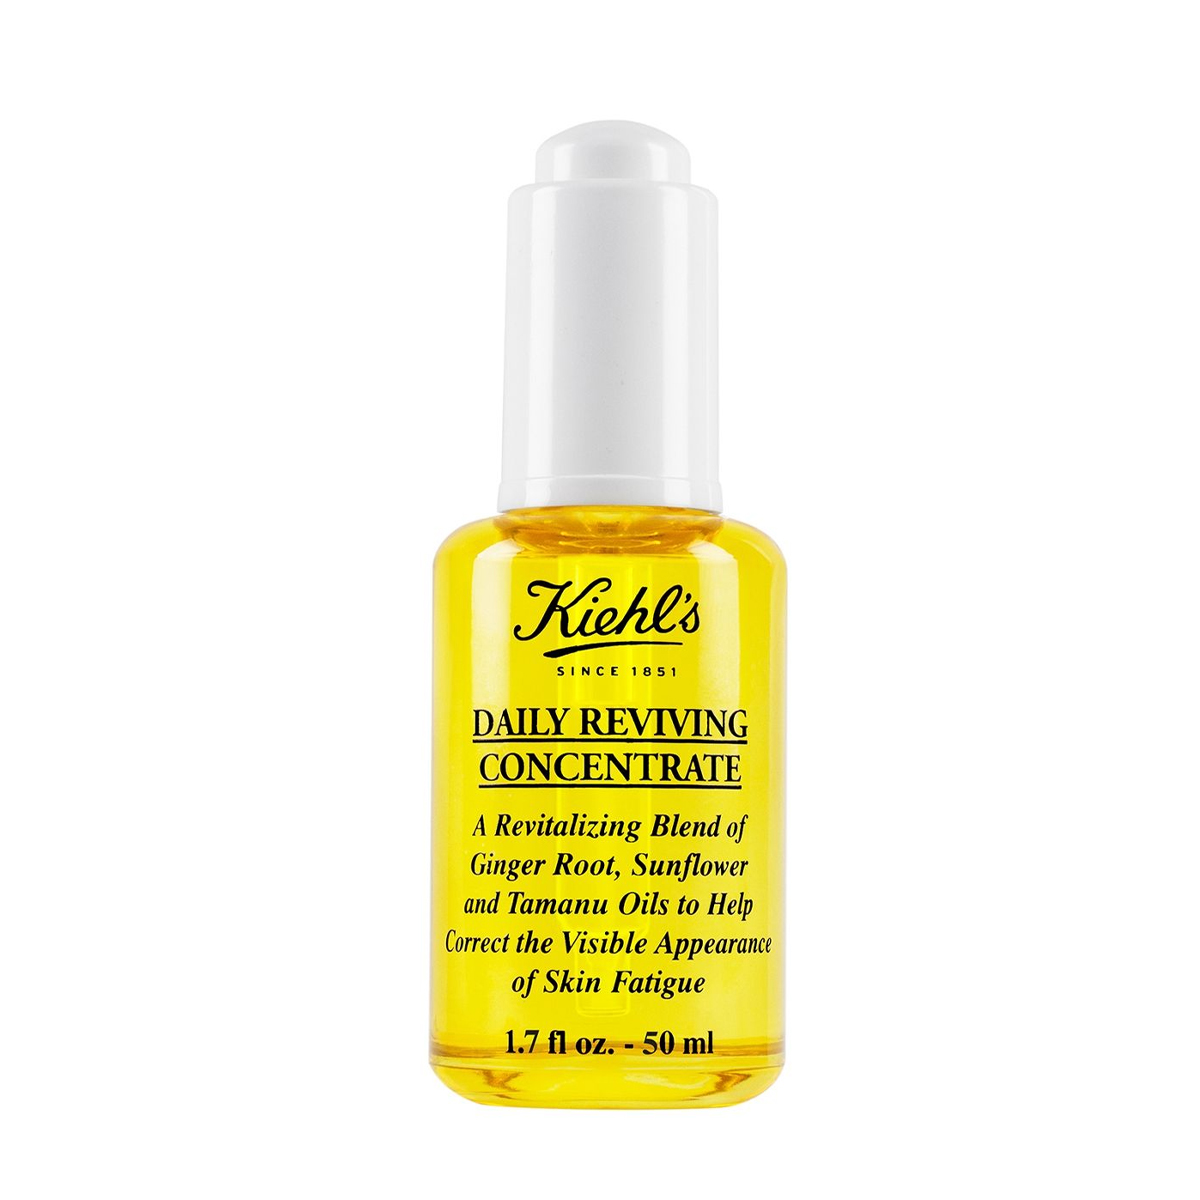 Kiehl's
SINCE 1851
DAILY REVIVING
CONCENTRATE
A Revitalizing Blend of
Ginger Root, Sunflower
and Tamanu Oils to Help
Correct the Visible Appearance
of Skin Fatigue
1.7 fl oz. - 50 ml